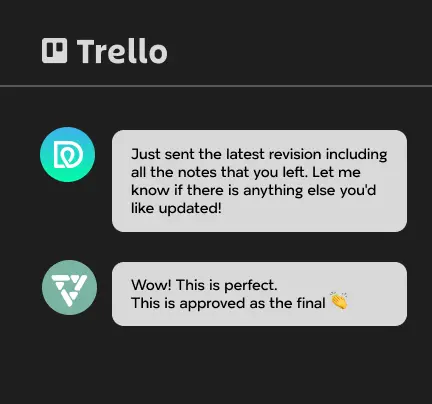 Trello
Just sent the latest revision including
all the notes that you left. Let me
know if there is anything else you'd
like updated!
Wow! This is perfect.
This is approved as the final 👏